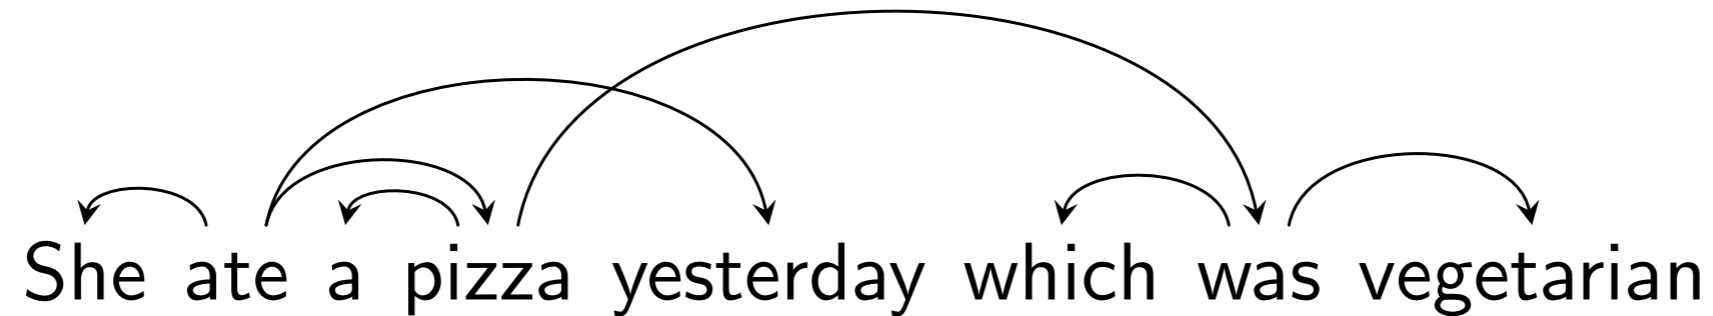 She ate a pizza yesterday which was vegetarian